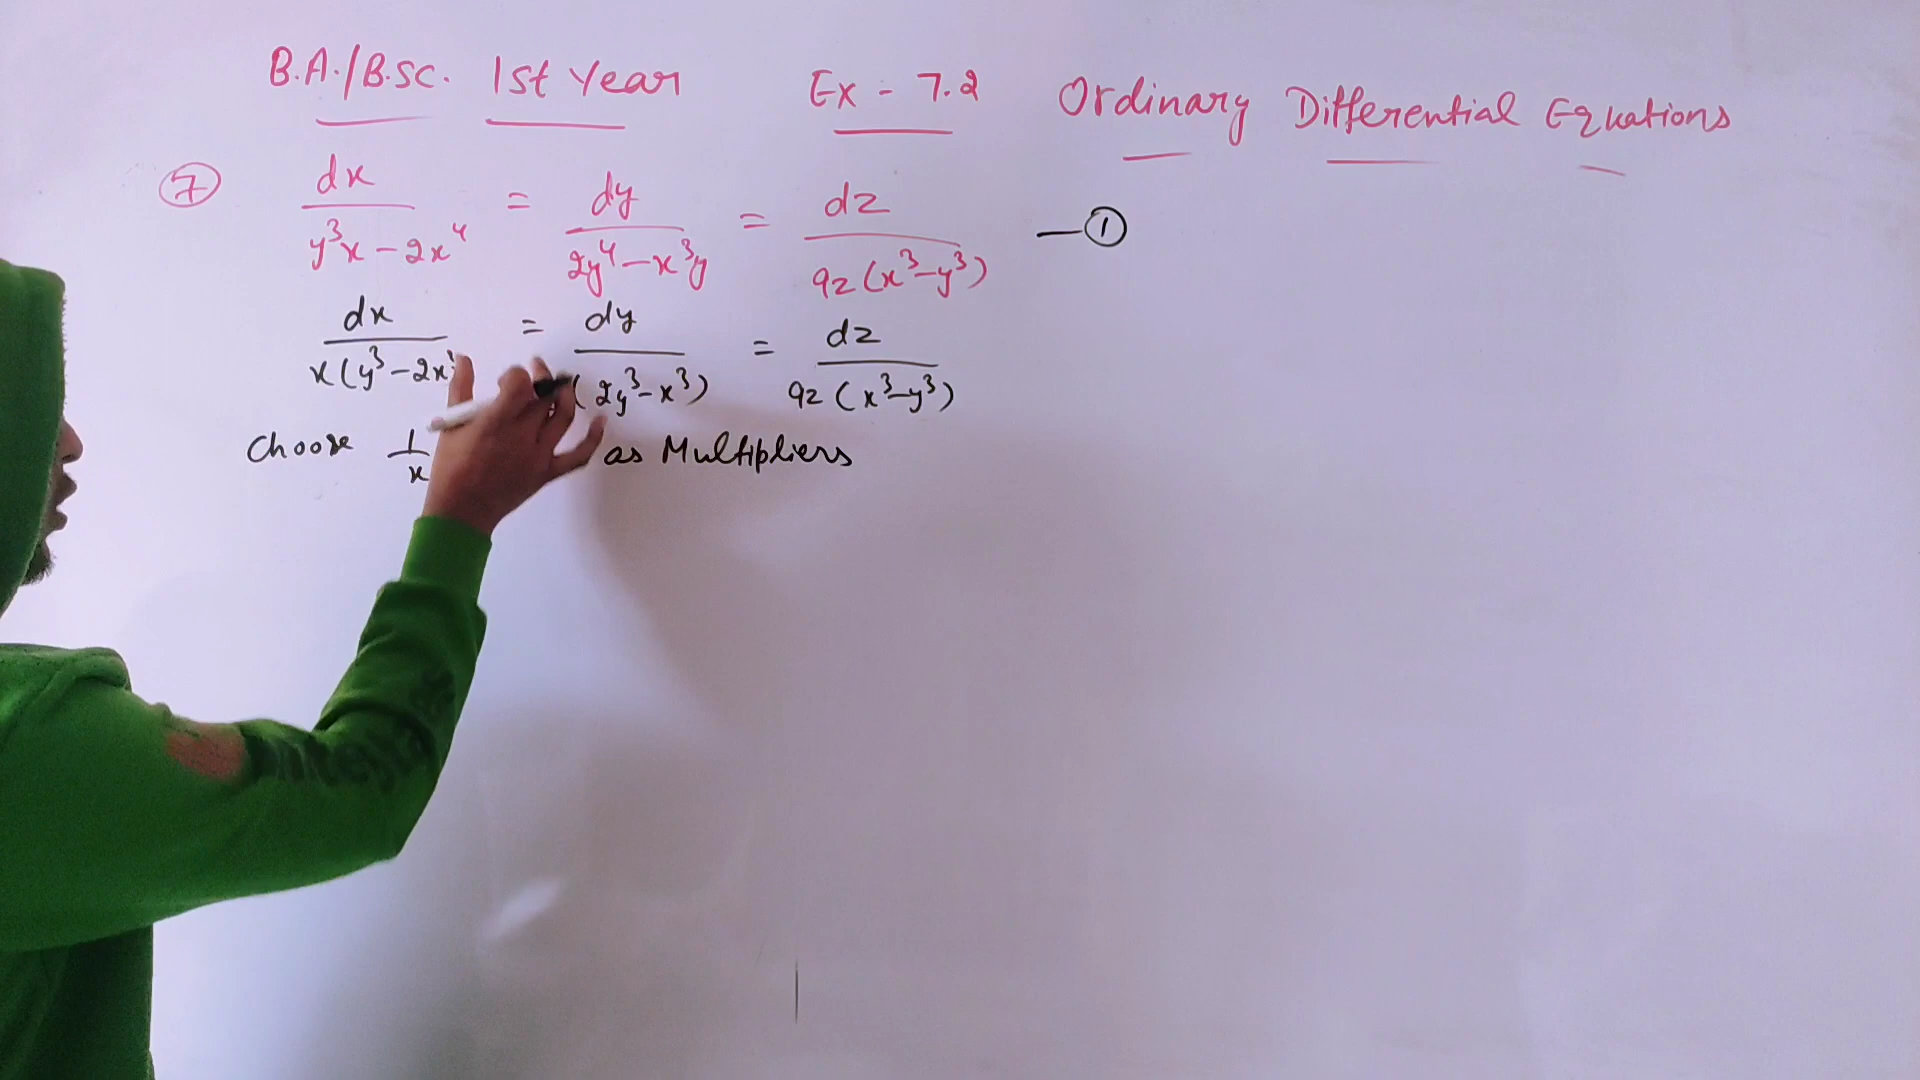 B.A./B.SC. 1st Year Ex - 7.2 Ordinary Differential Equations
⑦ dx/(y³x - 2x⁴) = dy/(2y⁴ - x³y) = dz/(9z(x³-y³)) —①
dx/(x(y³-2x = dy/(2y³-x³) = dz/(9z(x³-y³))
Choose 1/x as Multipliers